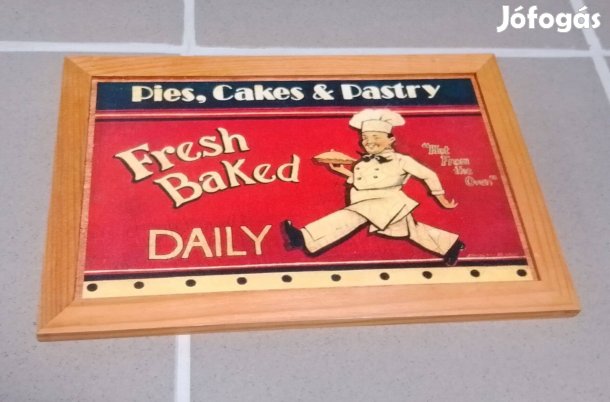 Jófogás
Pies, Cakes & Pastry
Fresh
Baked
DAILY
"Hot
From
the
Oven"